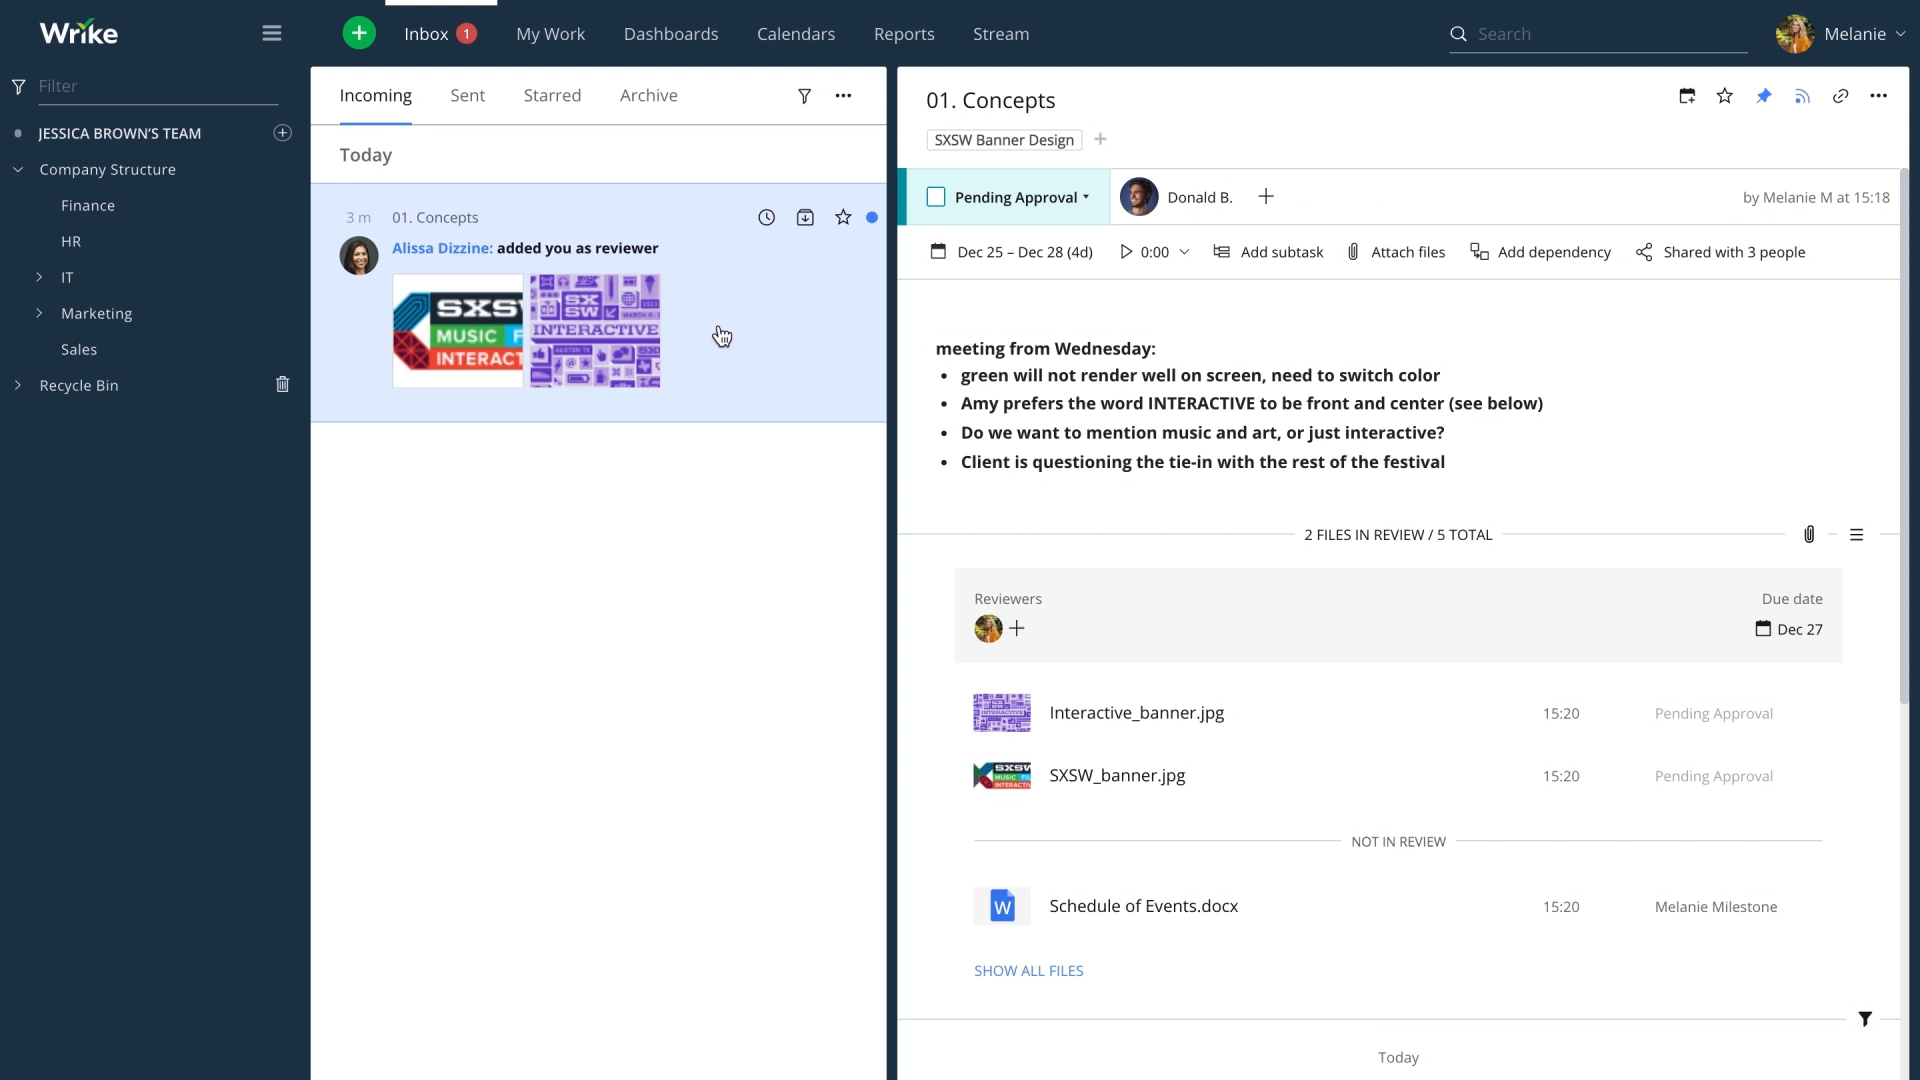 Wrike
Inbox 1
My Work
Dashboards
Calendars
Reports
Stream
Search
Melanie
Filter
JESSICA BROWN'S TEAM
Company Structure
Finance
HR
IT
Marketing
Sales
Recycle Bin
Incoming
Sent
Starred
Archive
Today
3 m 01. Concepts
Alissa Dizzine: added you as reviewer
SXS
MUSIC F
INTERACT
SX
SW
INTERACTIVE
01. Concepts
SXSW Banner Design
Pending Approval
Donald B.
by Melanie M at 15:18
Dec 25 – Dec 28 (4d)
0:00
Add subtask
Attach files
Add dependency
Shared with 3 people
meeting from Wednesday:
• green will not render well on screen, need to switch color
• Amy prefers the word INTERACTIVE to be front and center (see below)
• Do we want to mention music and art, or just interactive?
• Client is questioning the tie-in with the rest of the festival
2 FILES IN REVIEW / 5 TOTAL
Reviewers
Due date
Dec 27
Interactive_banner.jpg 15:20 Pending Approval
SXSW_banner.jpg 15:20 Pending Approval
NOT IN REVIEW
W
Schedule of Events.docx 15:20 Melanie Milestone
SHOW ALL FILES
Today